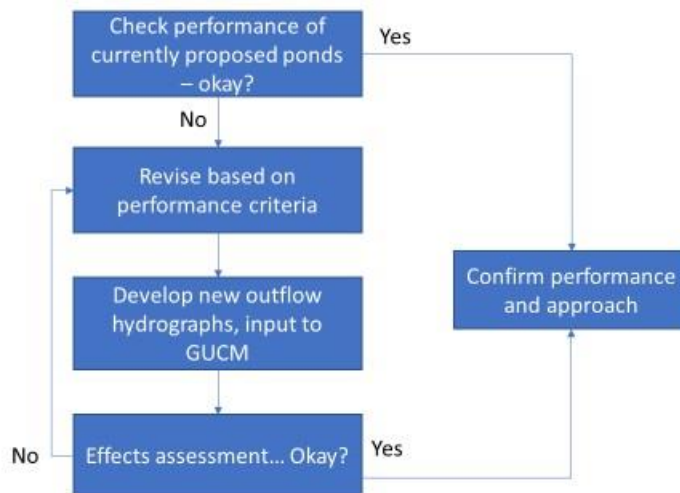 Check performance of
currently proposed ponds
– okay?
Yes
No
Revise based on
performance criteria
Develop new outflow
hydrographs, input to
GUCM
Confirm performance
and approach
No
Effects assessment... Okay?
Yes